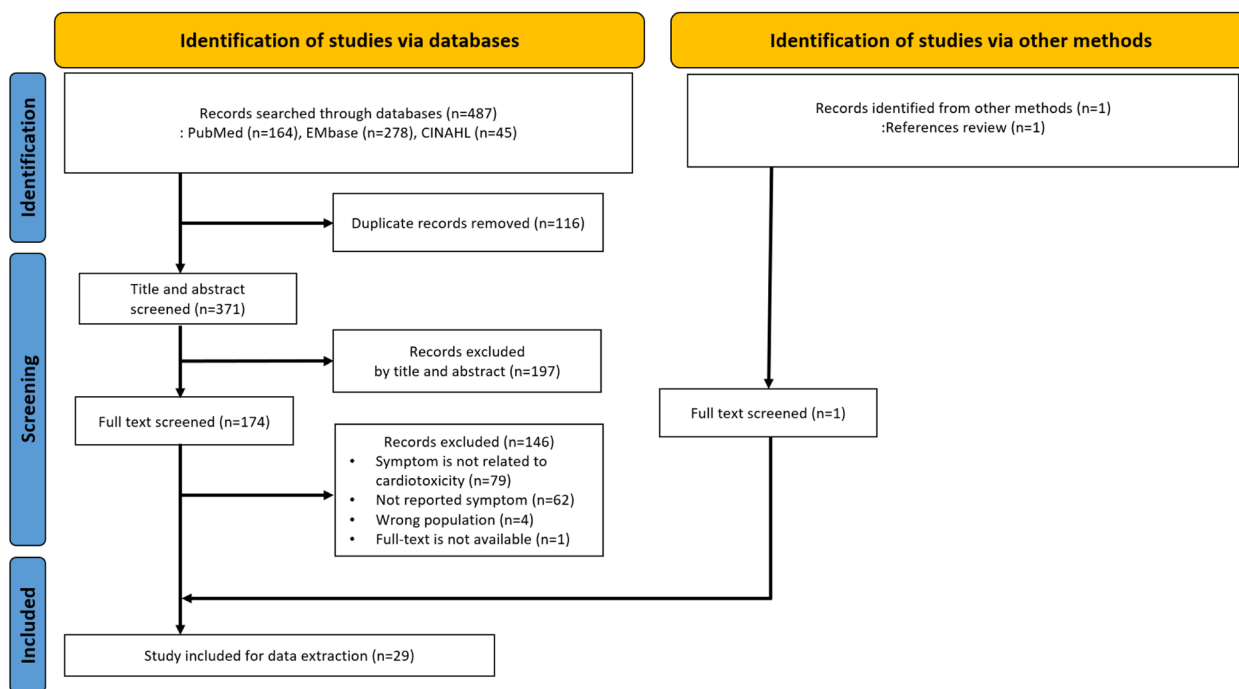 Identification of studies via databases
Identification of studies via other methods
Identification
Records searched through databases (n=487)
: PubMed (n=164), EMbase (n=278), CINAHL (n=45)
Records identified from other methods (n=1)
:References review (n=1)
Duplicate records removed (n=116)
Screening
Title and abstract
screened (n=371)
Records excluded
by title and abstract (n=197)
Full text screened (n=174)
Full text screened (n=1)
Records excluded (n=146)
• Symptom is not related to
cardiotoxicity (n=79)
• Not reported symptom (n=62)
• Wrong population (n=4)
• Full-text is not available (n=1)
Included
Study included for data extraction (n=29)